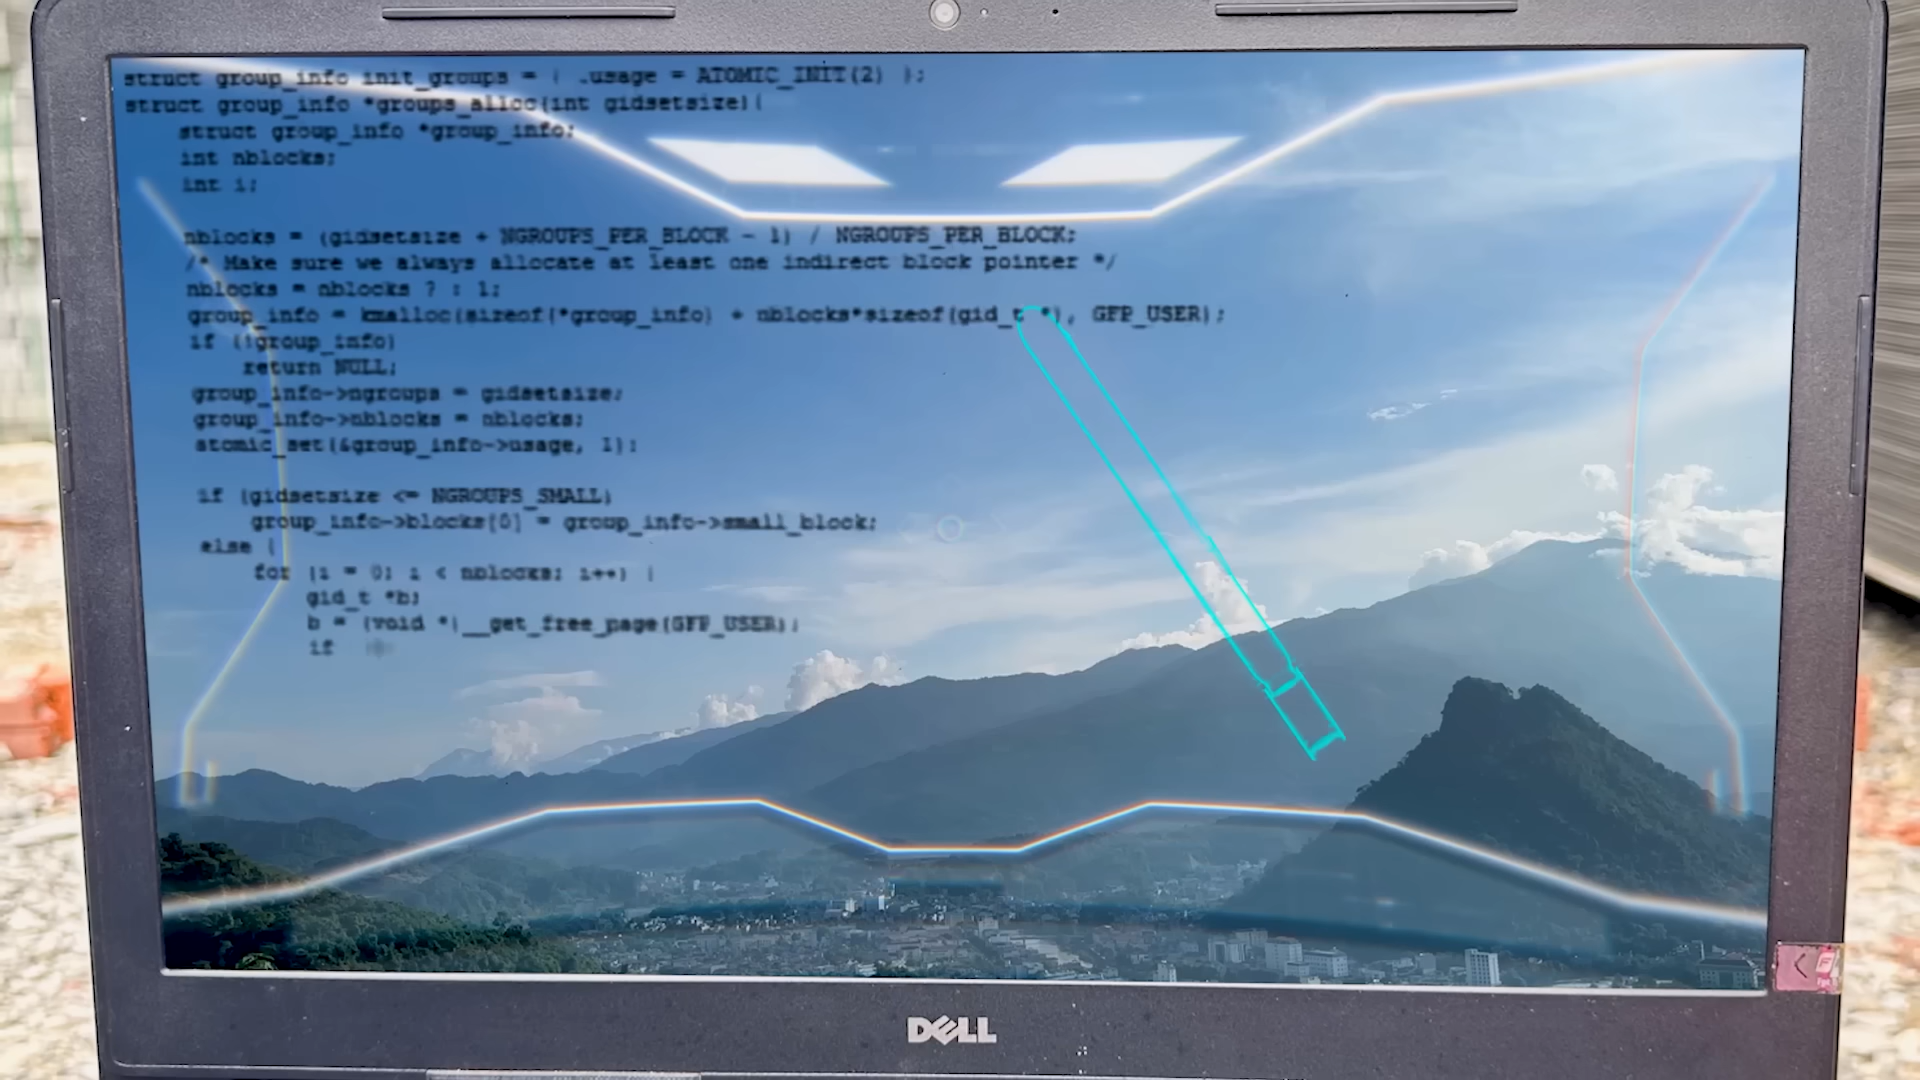 struct group_info init_groups = { .usage = ATOMIC_INIT(2) };
struct group_info *groups_alloc(int gidsetsize){
struct group_info *group_info;
int nblocks;
int i;
nblocks = (gidsetsize + NGROUPS_PER_BLOCK - 1) / NGROUPS_PER_BLOCK;
/* Make sure we always allocate at least one indirect block pointer */
nblocks = nblocks ? : 1;
group_info = kmalloc(sizeof(*group_info) + nblocks*sizeof(gid_t *), GFP_USER);
if (!group_info)
return NULL;
group_info->ngroups = gidsetsize;
group_info->nblocks = nblocks;
atomic_set(&group_info->usage, 1);
if (gidsetsize <= NGROUPS_SMALL)
group_info->blocks[0] = group_info->small_block;
else {
for (i = 0; i < nblocks; i++) {
gid_t *b;
b = (void *)__get_free_page(GFP_USER);
if
DELL